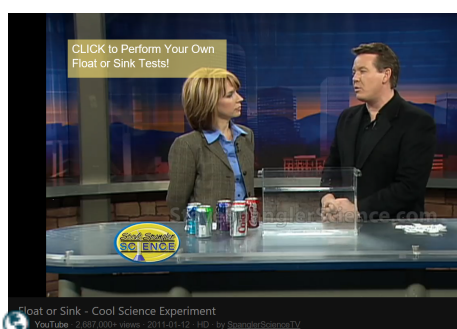 CLICK to Perform Your Own
Float or Sink Tests!
SpanglerScience.com
Steve Spangler
SCIENCE
Float or Sink - Cool Science Experiment
YouTube · 2,687,000+ views · 2011-01-12 · HD · by SpanglerScienceTV